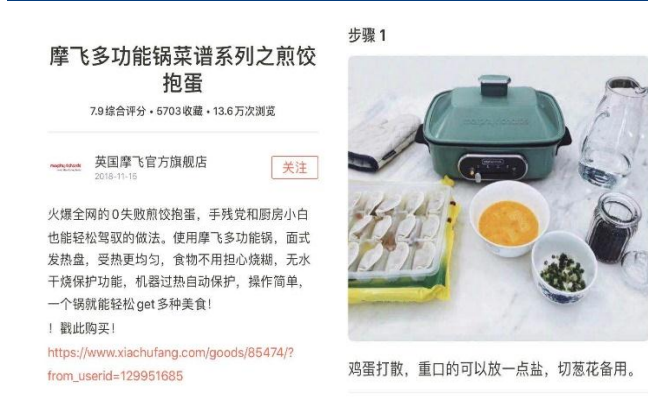 摩飞多功能锅菜谱系列之煎饺
抱蛋
7.9 综合评分 • 5703 收藏 • 13.6 万次浏览
morphy richards
英国摩飞官方旗舰店
2018-11-15
关注
火爆全网的 0 失败煎饺抱蛋，手残党和厨房小白
也能轻松驾驭的做法。使用摩飞多功能锅，面式
发热盘，受热更均匀，食物不用担心烧糊，无水
干烧保护功能，机器过热自动保护，操作简单，
一个锅就能轻松 get 多种美食！
！戳此购买！
https://www.xiachufang.com/goods/85474/?
from_userid=129951685
步骤 1
morphy richards
鸡蛋打散，重口的可以放一点盐，切葱花备用。